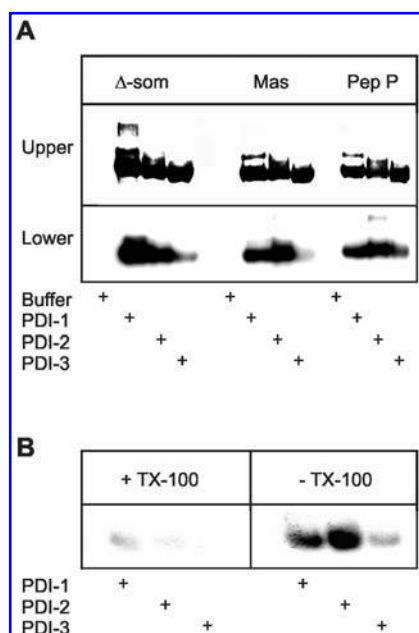 A
Δ-som Mas Pep P
Upper
Lower
Buffer + + +
PDI-1 + + +
PDI-2 + + +
PDI-3 + + +
B
+ TX-100 - TX-100
PDI-1 + +
PDI-2 + +
PDI-3 + +